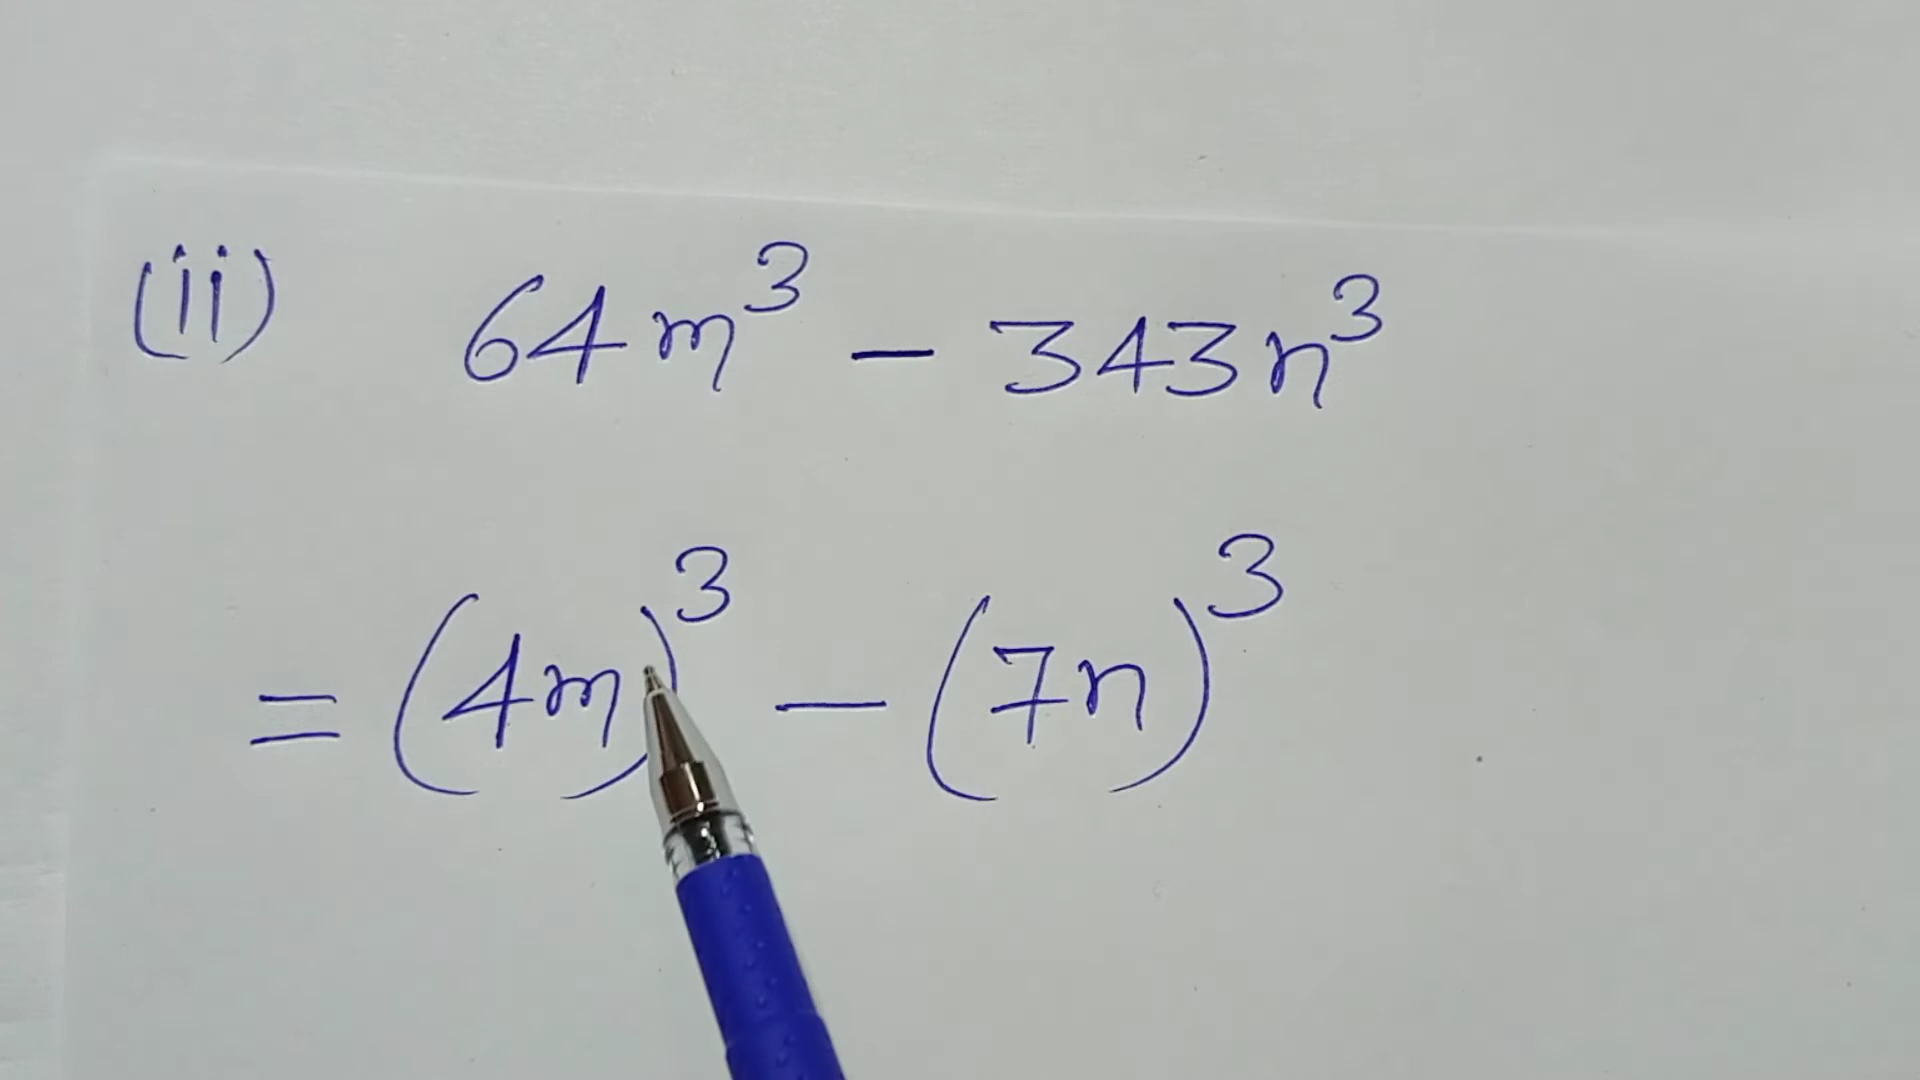 (ii) 64m³ - 343n³
= (4m)³ - (7n)³